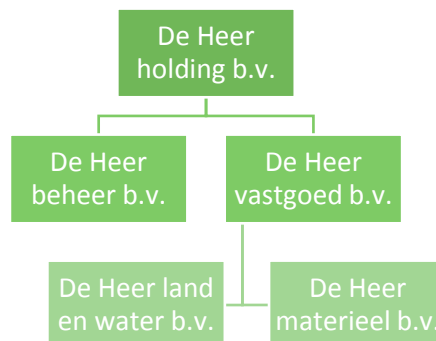 De Heer
holding b.v.
De Heer
beheer b.v.
De Heer
vastgoed b.v.
De Heer land
en water b.v.
De Heer
materieel b.v.